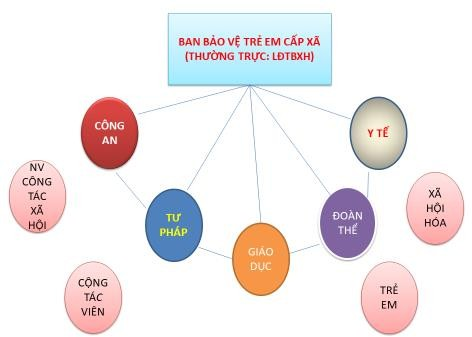 BAN BẢO VỆ TRẺ EM CẤP XÃ
(THƯỜNG TRỰC: LĐTBXH)
CÔNG
AN
Y TẾ
NV
CÔNG
TÁC
XÃ
HỘI
TƯ
PHÁP
GIÁO
DỤC
ĐOÀN
THỂ
XÃ
HỘI
HÓA
CỘNG
TÁC
VIÊN
TRẺ
EM